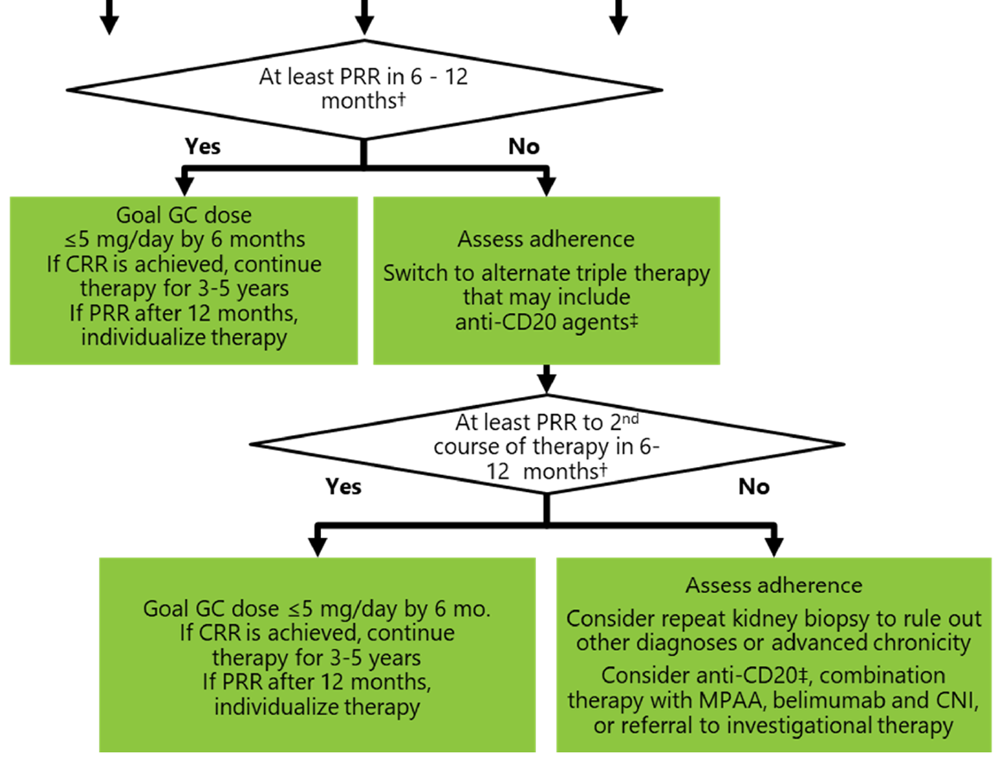 At least PRR in 6 - 12
months†
Yes
No
Goal GC dose
≤5 mg/day by 6 months
If CRR is achieved, continue
therapy for 3-5 years
If PRR after 12 months,
individualize therapy
Assess adherence
Switch to alternate triple therapy
that may include
anti-CD20 agents‡
At least PRR to 2nd
course of therapy in 6-
12 months†
Yes
No
Goal GC dose ≤5 mg/day by 6 mo.
If CRR is achieved, continue
therapy for 3-5 years
If PRR after 12 months,
individualize therapy
Assess adherence
Consider repeat kidney biopsy to rule out
other diagnoses or advanced chronicity
Consider anti-CD20‡, combination
therapy with MPAA, belimumab and CNI,
or referral to investigational therapy